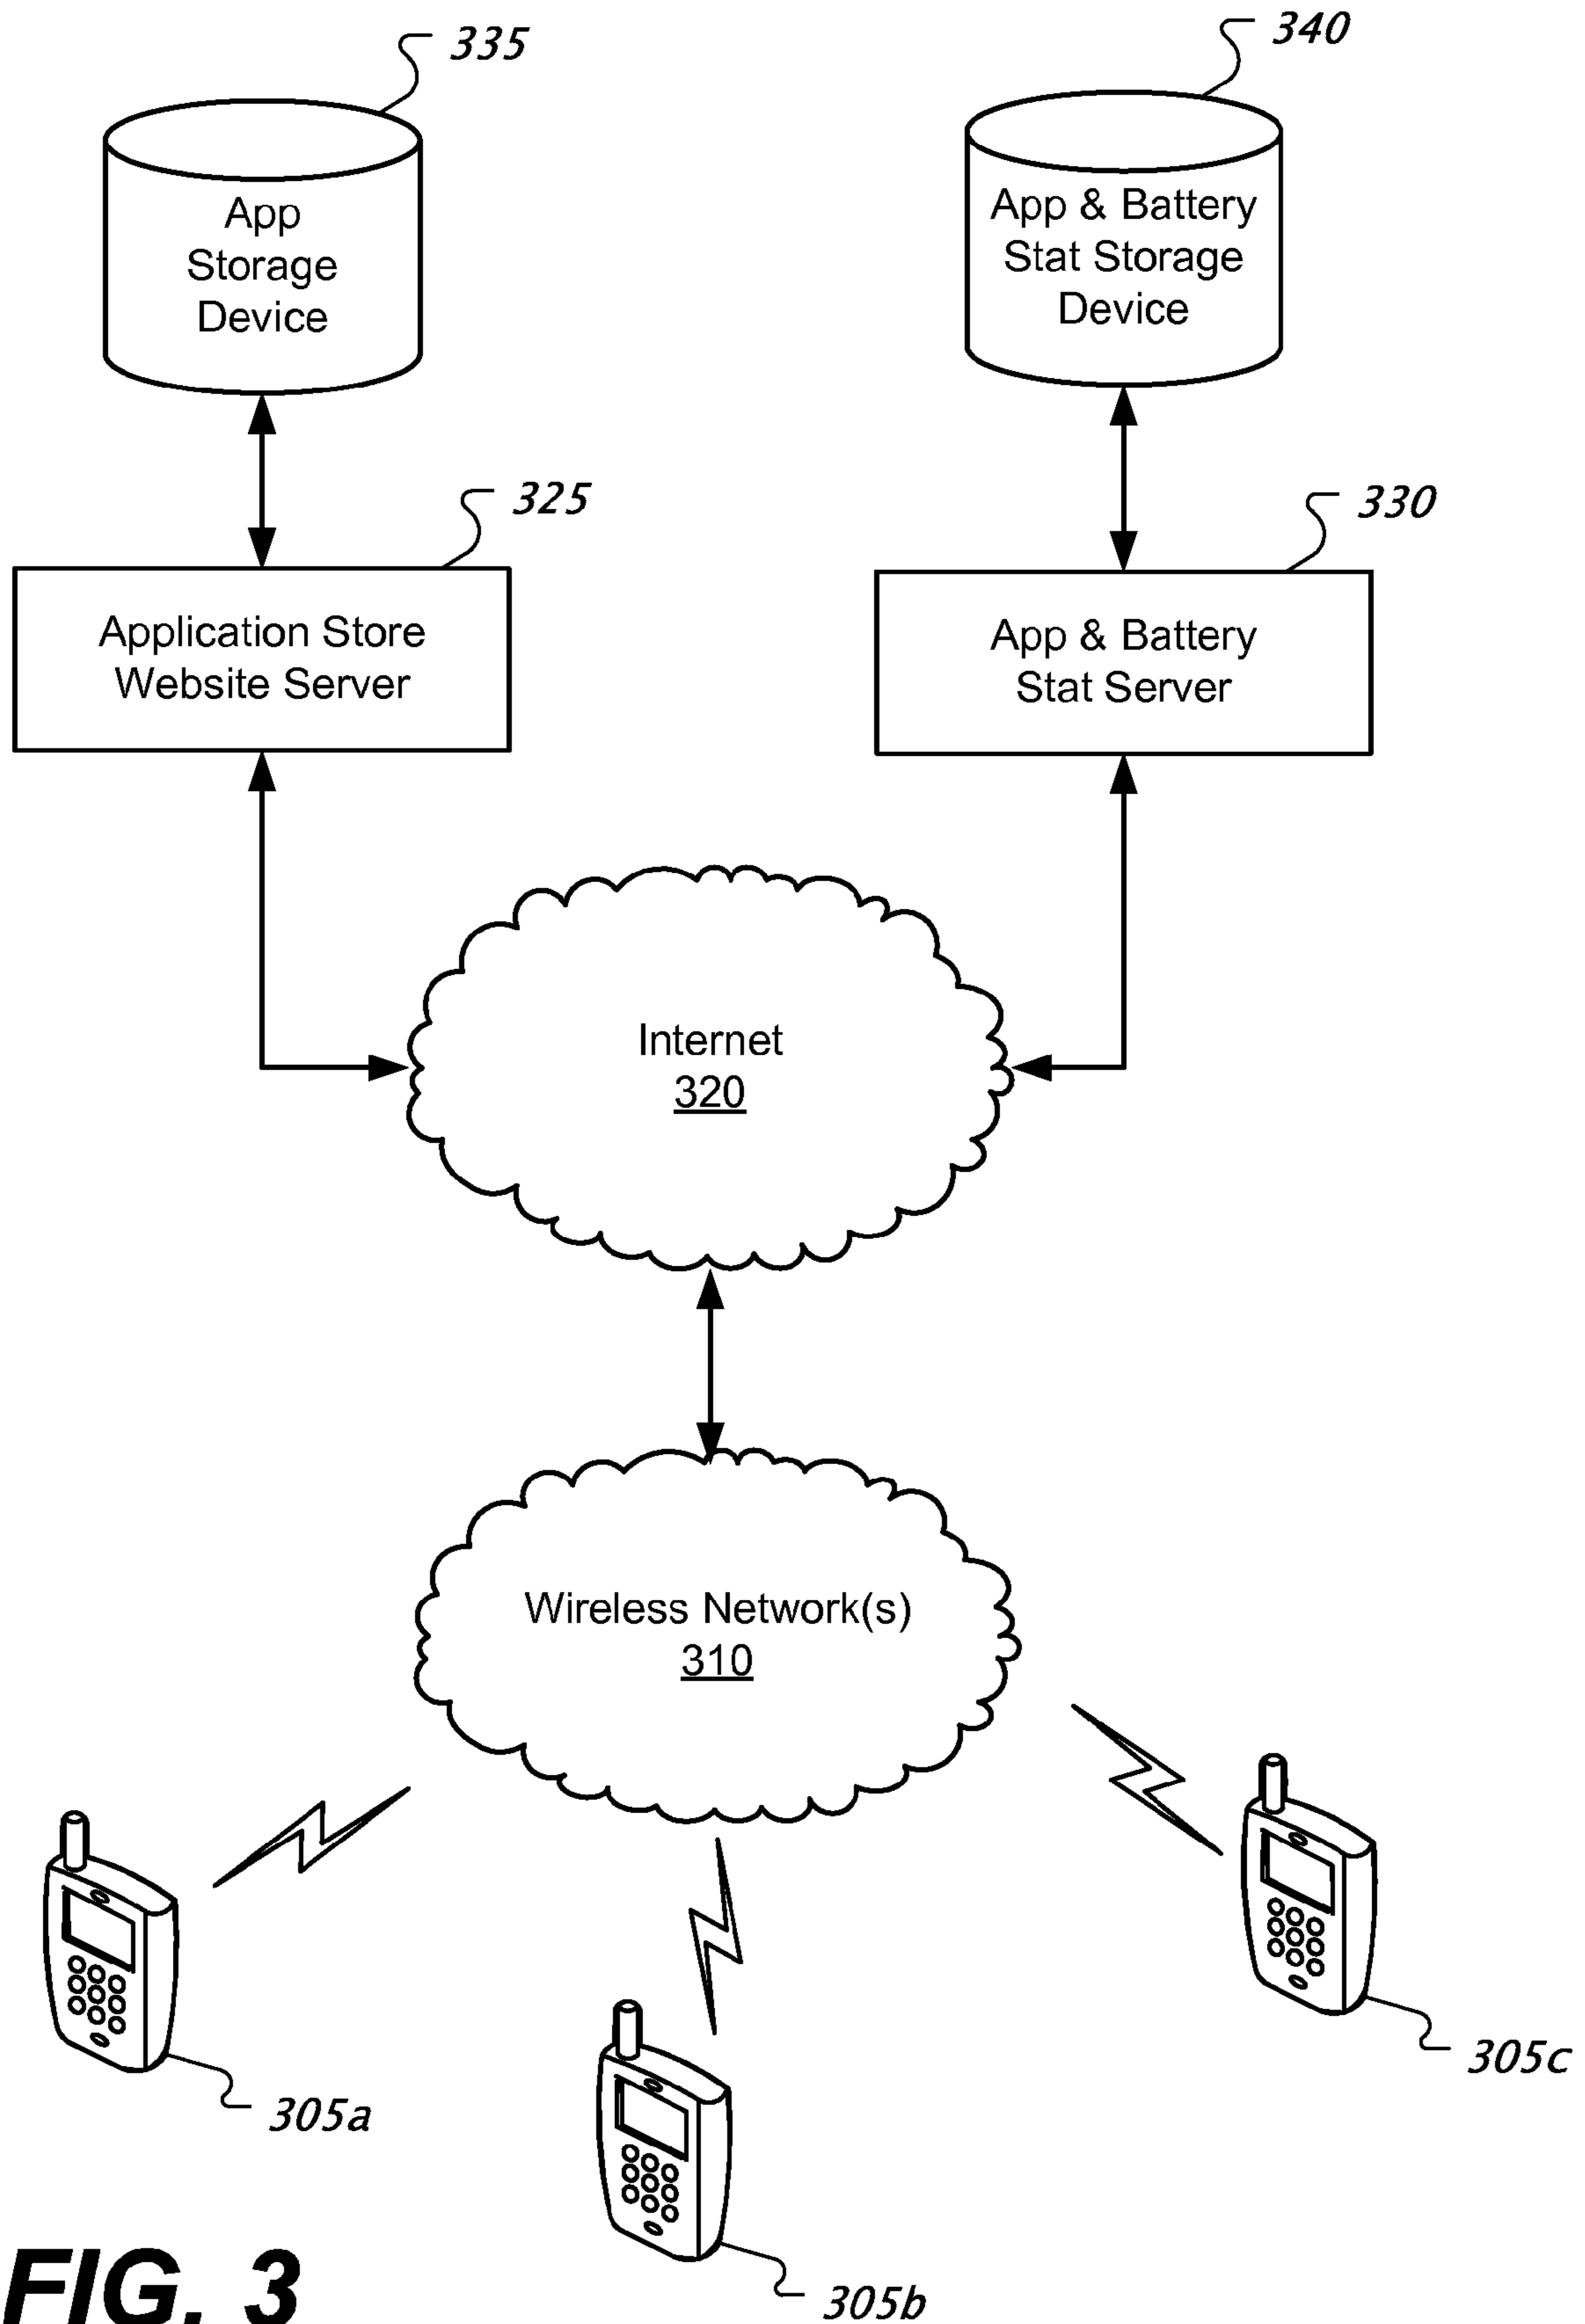 335
340
App
Storage
Device
App & Battery
Stat Storage
Device
325
330
Application Store
Website Server
App & Battery
Stat Server
Internet
320
Wireless Network(s)
310
305c
305a
305b
FIG. 3